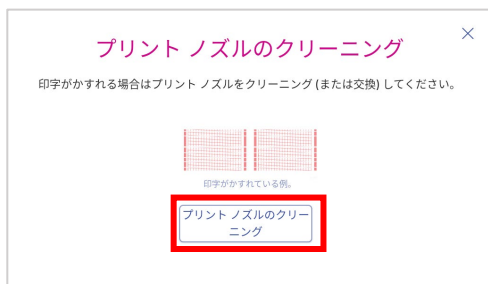 プリント ノズルのクリーニング
印字がかすれる場合はプリント ノズルをクリーニング (または交換) してください。
印字がかすれている例。
プリント ノズルのクリー
ニング